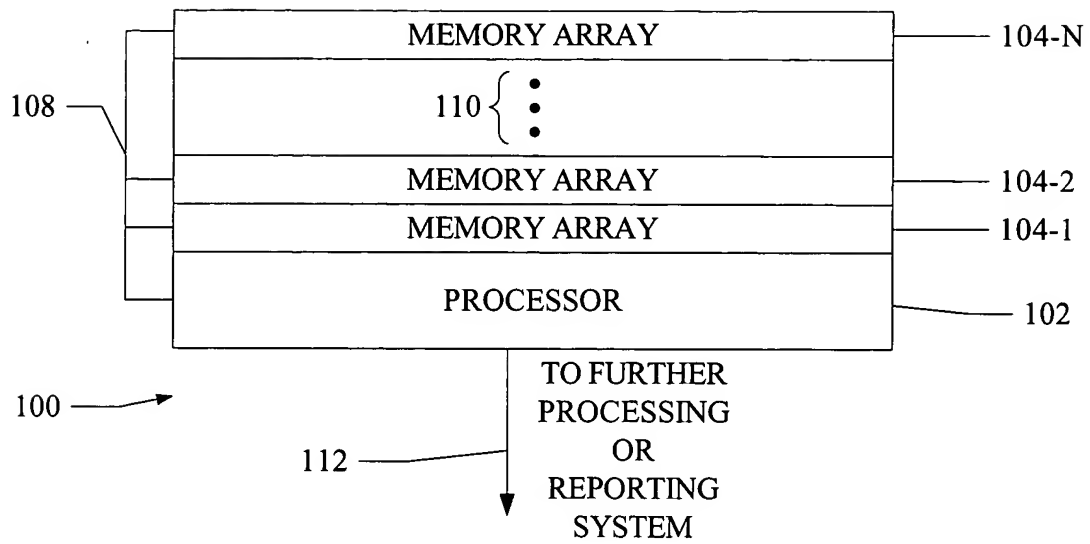 MEMORY ARRAY
104-N
108
110
MEMORY ARRAY
104-2
MEMORY ARRAY
104-1
PROCESSOR
102
100
TO FURTHER
PROCESSING
OR
112
REPORTING
SYSTEM